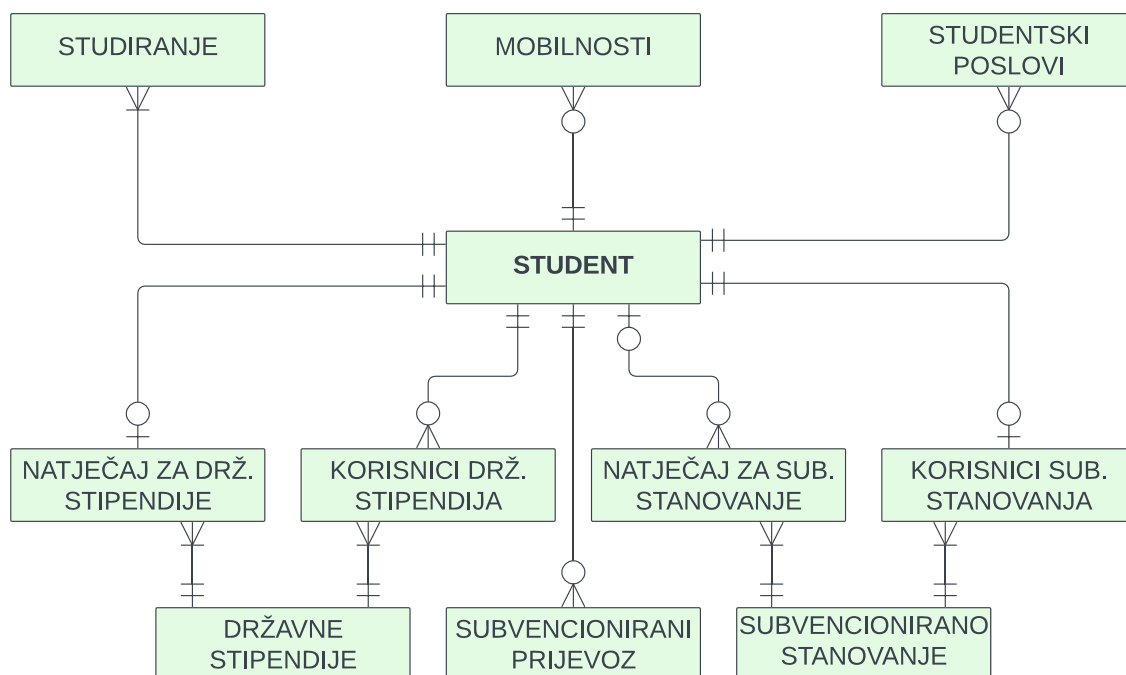 STUDIRANJE
MOBILNOSTI
STUDENTSKI
POSLOVI
STUDENT
NATJEČAJ ZA DRŽ.
STIPENDIJE
KORISNICI DRŽ.
STIPENDIJA
NATJEČAJ ZA SUB.
STANOVANJE
KORISNICI SUB.
STANOVANJA
DRŽAVNE
STIPENDIJE
SUBVENCIONIRANI
PRIJEVOZ
SUBVENCIONIRANO
STANOVANJE